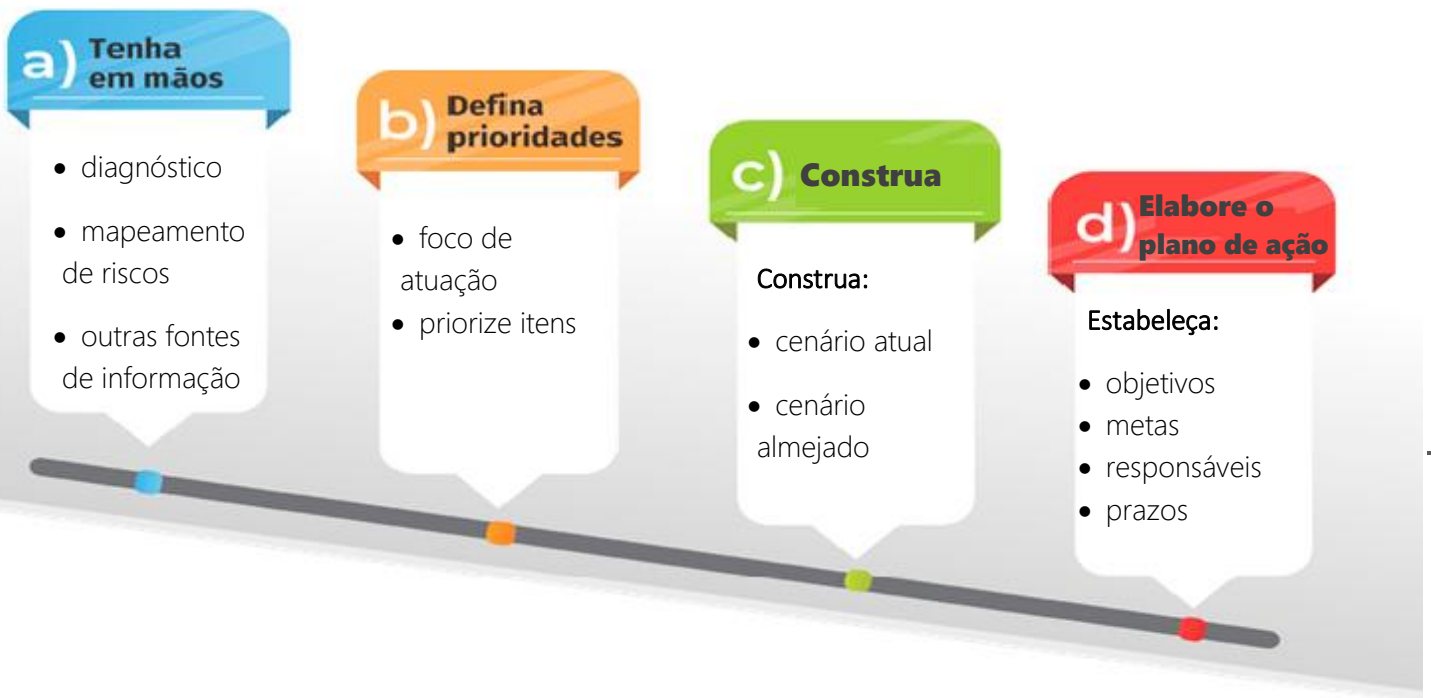 a) Tenha
em mãos
• diagnóstico
• mapeamento
de riscos
• outras fontes
de informação
b) Defina
prioridades
• foco de
atuação
• priorize itens
c) Construa
Construa:
• cenário atual
• cenário
almejado
d) Elabore o
plano de ação
Estabeleça:
• objetivos
• metas
• responsáveis
• prazos